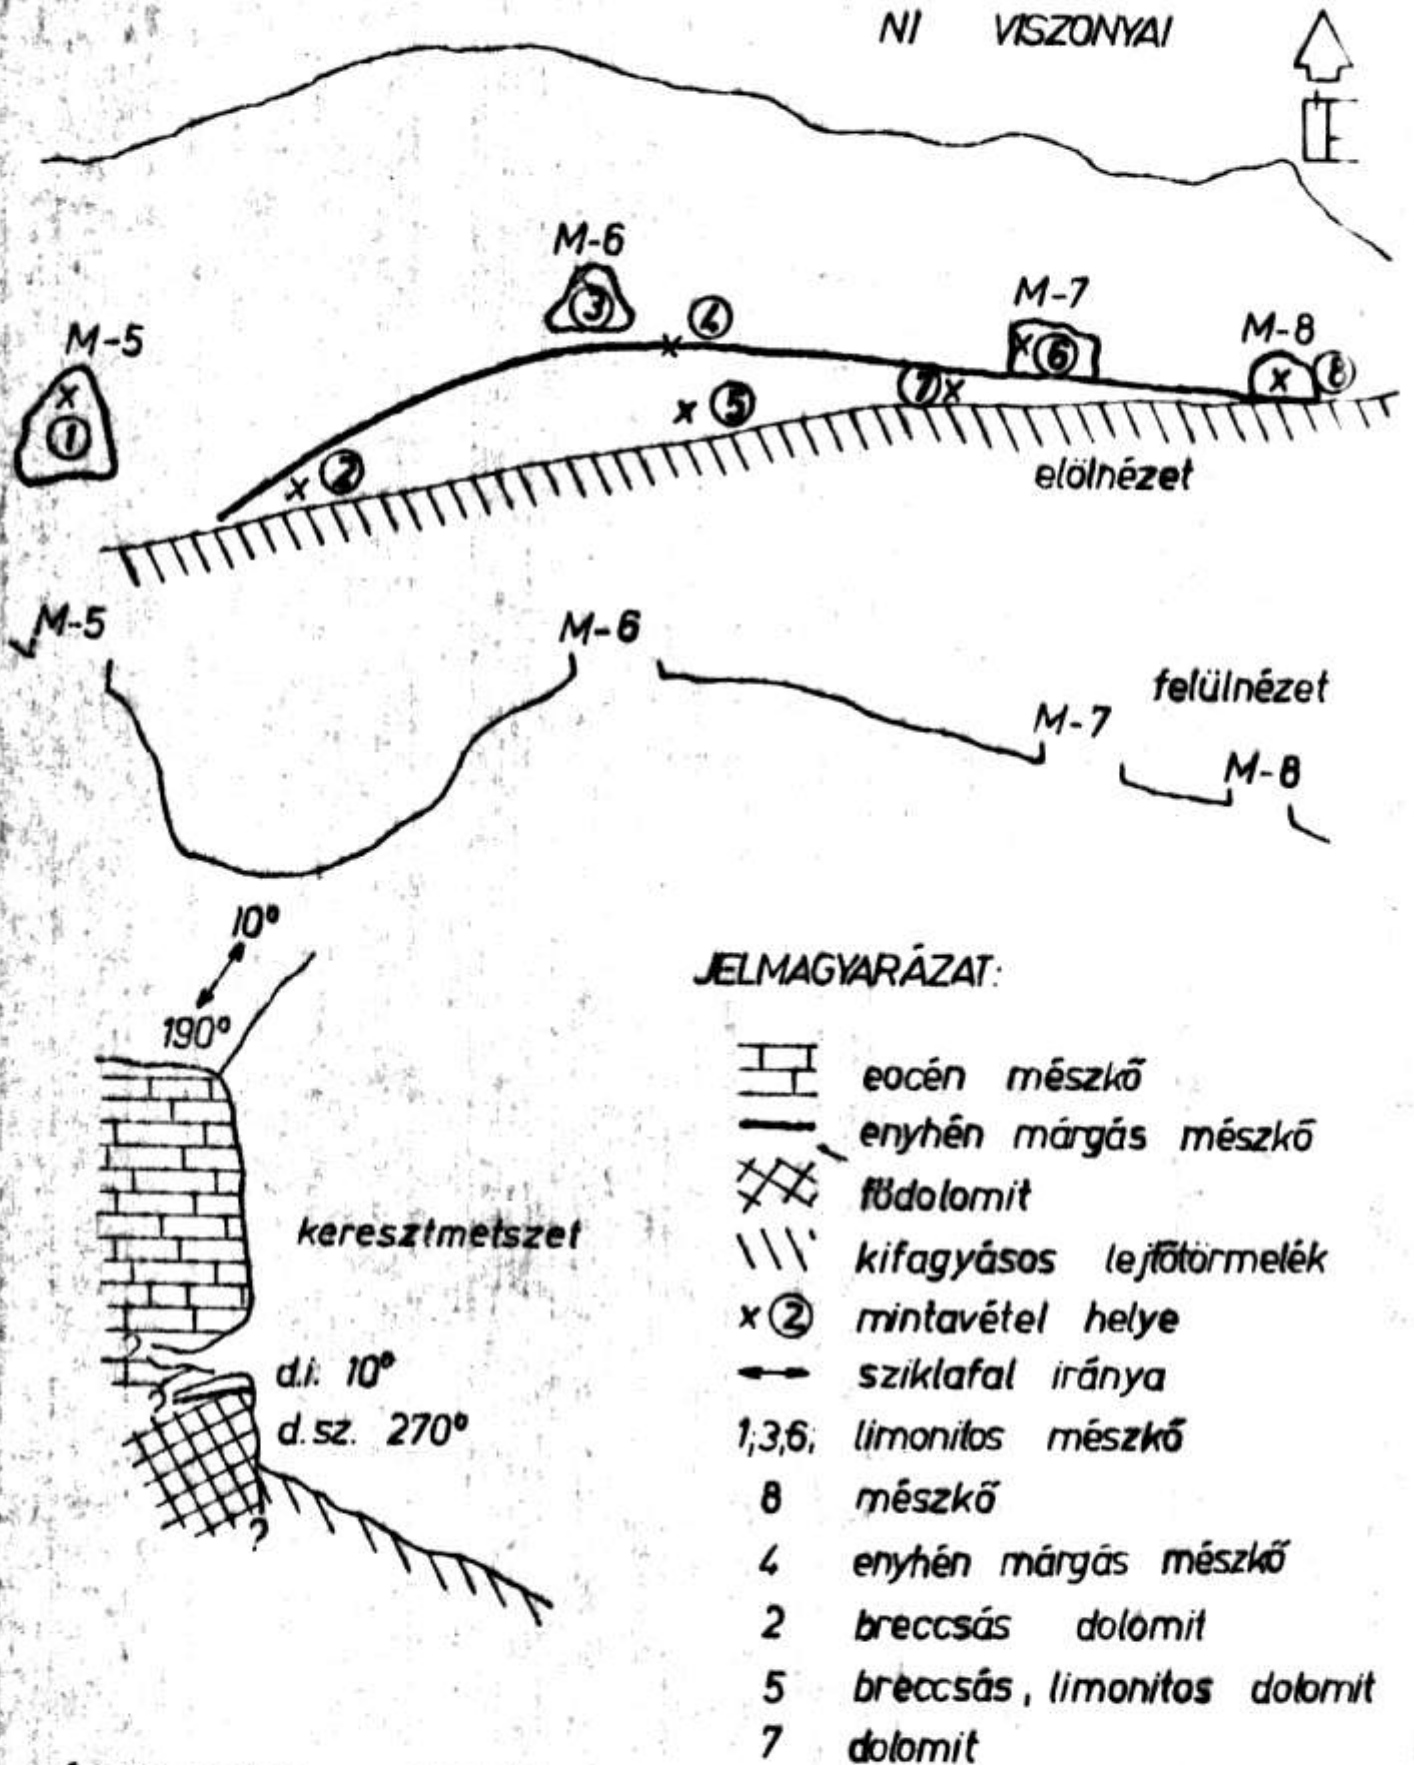 NI VISZONYAI
É
M-6
M-7
M-8
M-5
3
4
6
8
1
7
5
2
elölnézet
M-5
M-6
felülnézet
M-7
M-8
10°
190°
JELMAGYARÁZAT:
eocén mészkő
enyhén márgás mészkő
földolomit
kifagyásos lejtőtörmelék
x 2 mintavétel helye
sziklafal iránya
1,3,6, limonitos mészkő
8 mészkő
4 enyhén márgás mészkő
2 breccsás dolomit
5 breccsás, limonitos dolomit
7 dolomit
keresztmetszet
?
?
d.i. 10°
d.sz. 270°
?